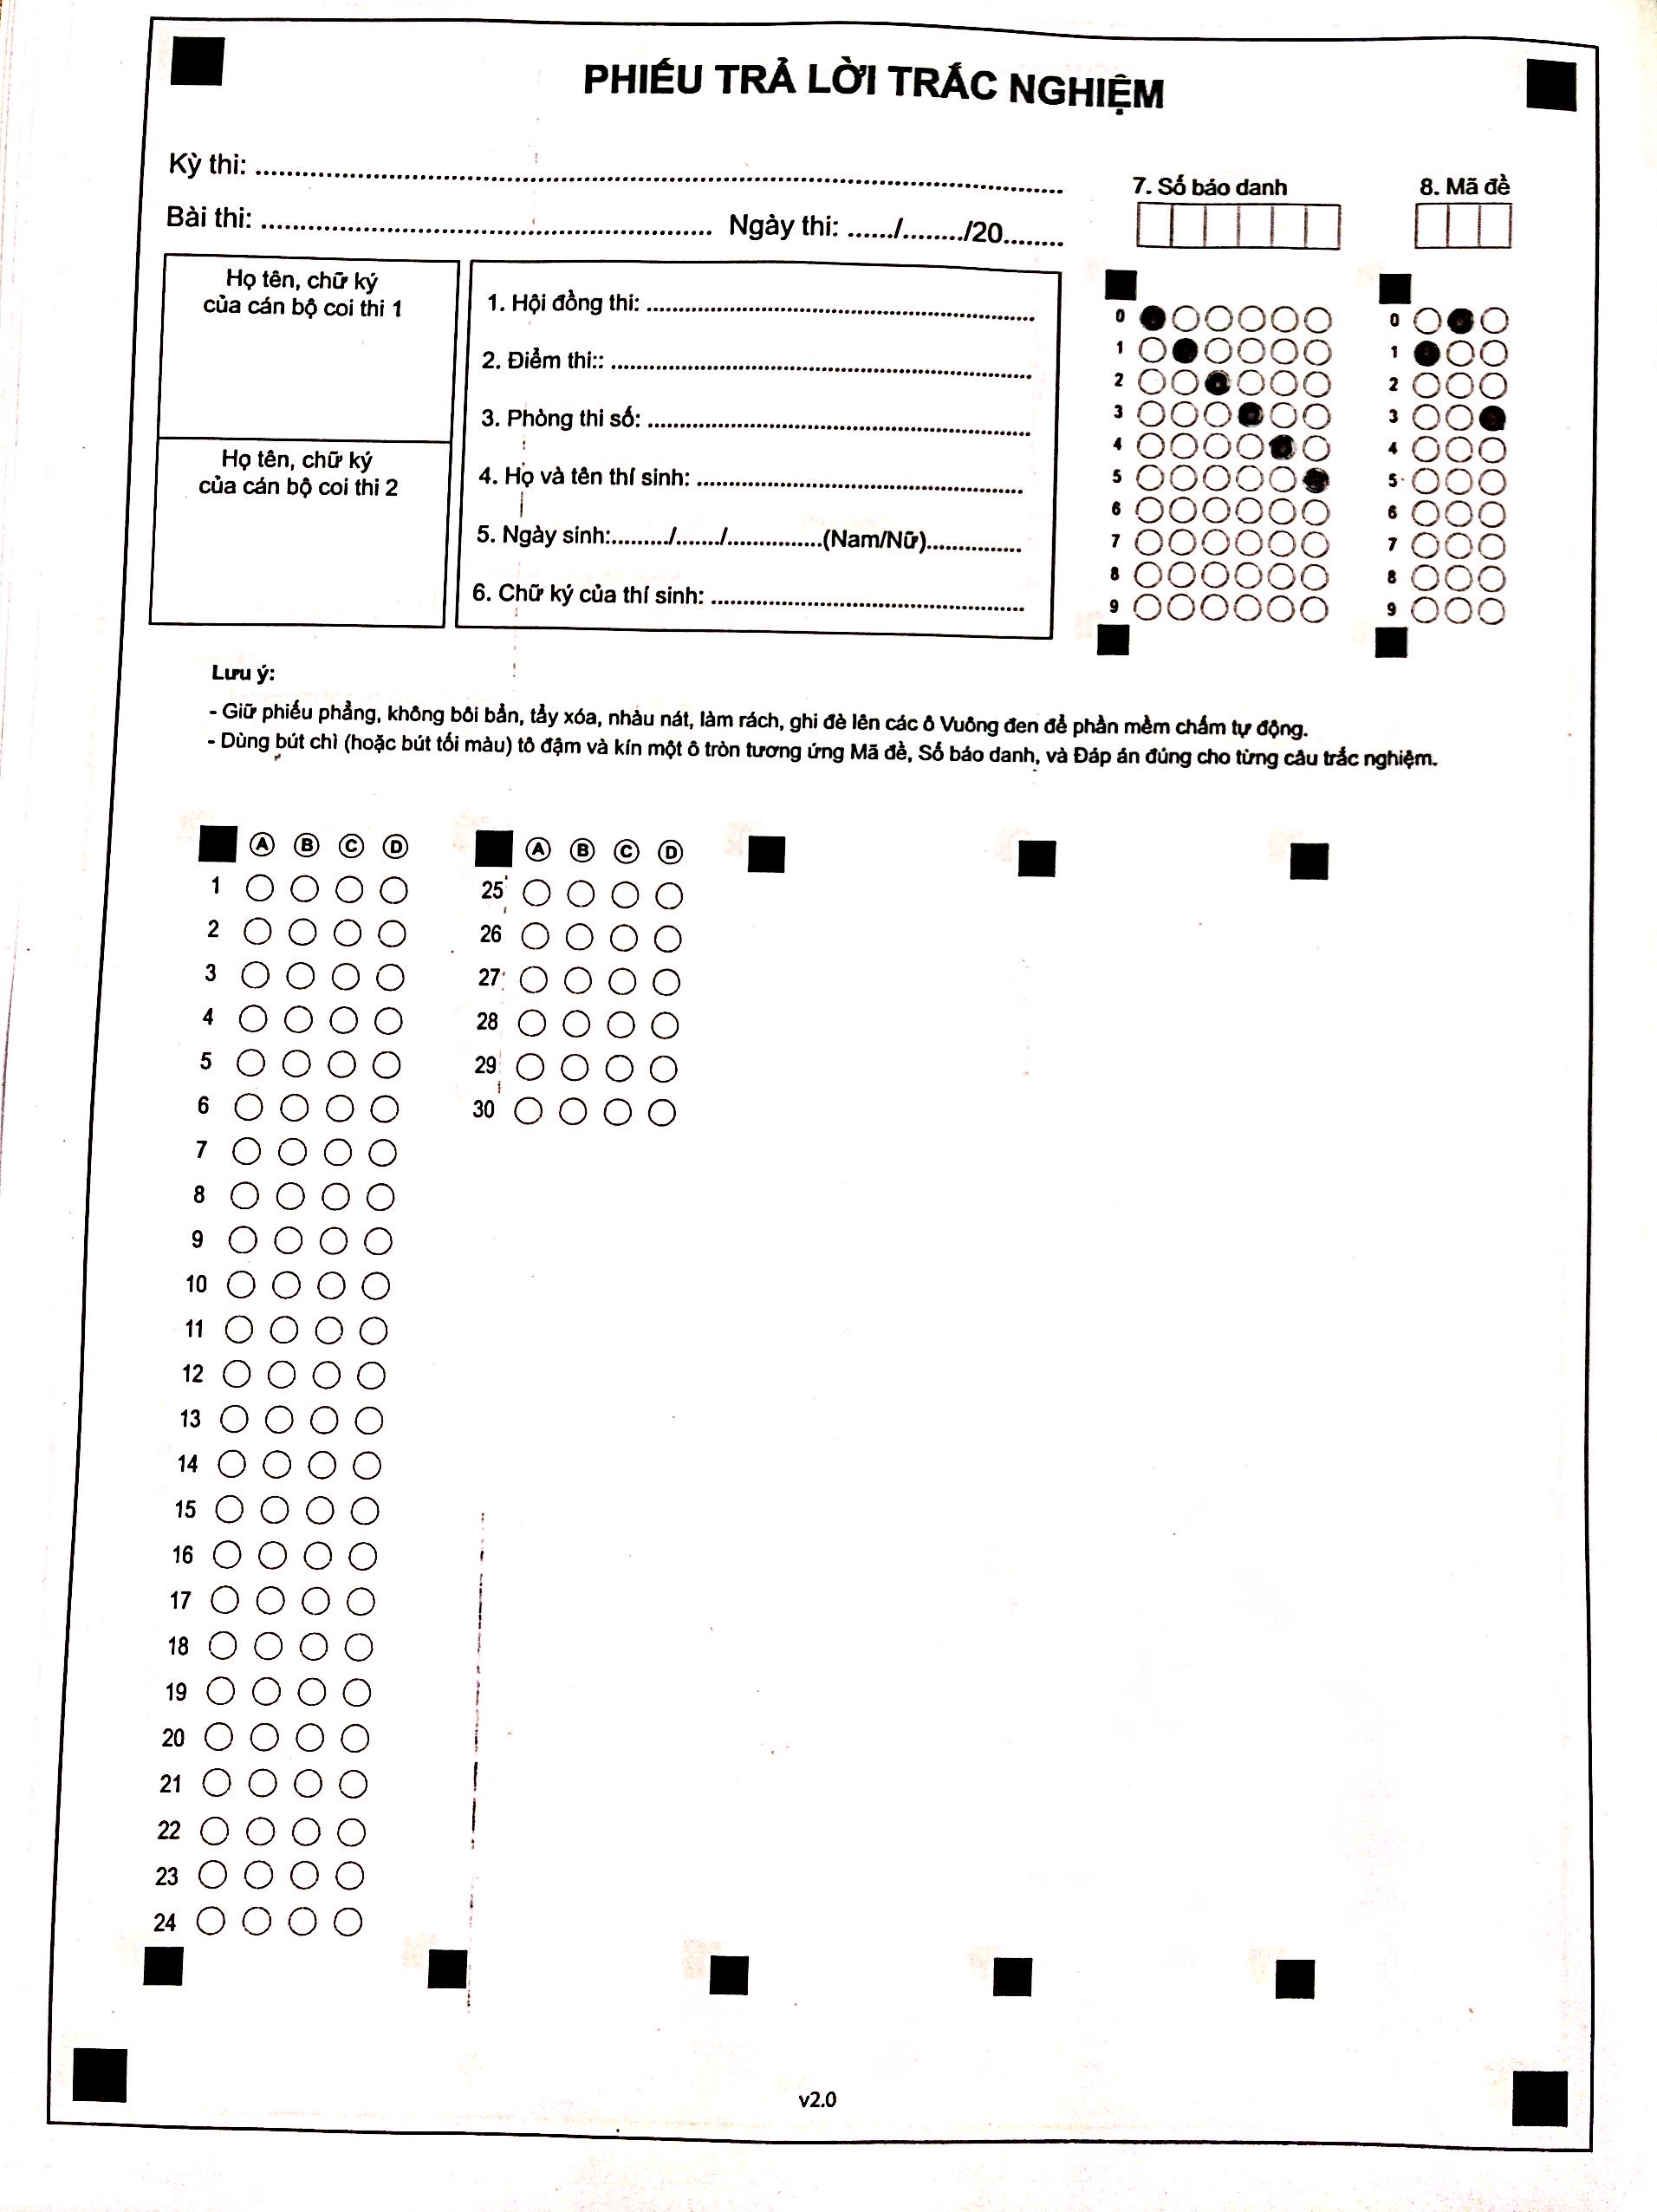 PHIẾU TRẢ LỜI TRẮC NGHIỆM
Kỳ thi: ........................................
Bài thi: ........................................ Ngày thi: ....../......../20........
7. Số báo danh
8. Mã đề
Họ tên, chữ ký
của cán bộ coi thi 1
Họ tên, chữ ký
của cán bộ coi thi 2
1. Hội đồng thi: ........................................
2. Điểm thi:: ........................................
3. Phòng thi số: ........................................
4. Họ và tên thí sinh: ........................................
5. Ngày sinh:........./......./...............(Nam/Nữ)...............
6. Chữ ký của thí sinh: ........................................
0 0
1 1
2 2
3 3
4 4
5 5
6 6
7 7
8 8
9 9
Lưu ý:
- Giữ phiếu phẳng, không bôi bẩn, tẩy xóa, nhàu nát, làm rách, ghi đè lên các ô Vuông đen để phần mềm chấm tự động.
- Dùng bút chì (hoặc bút tối màu) tô đậm và kín một ô tròn tương ứng Mã đề, Số báo danh, và Đáp án đúng cho từng câu trắc nghiệm.
A B C D
1
2
3
4
5
6
7
8
9
10
11
12
13
14
15
16
17
18
19
20
21
22
23
24
A B C D
25
26
27
28
29
30
v2.0